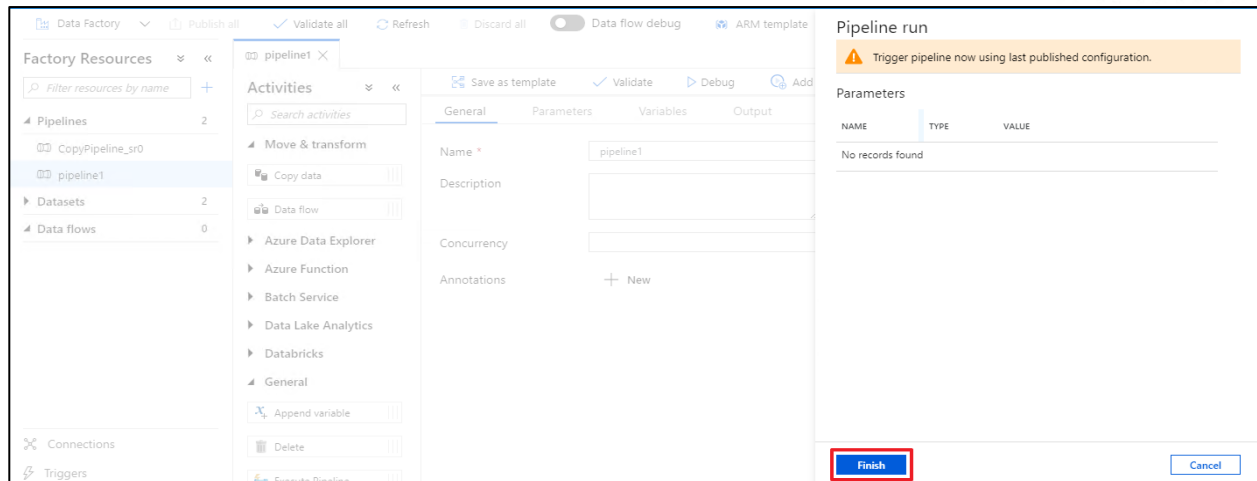 Data Factory
Publish all
Validate all
Refresh
Discard all
Data flow debug
ARM template
Factory Resources
Filter resources by name
Pipelines 2
CopyPipeline_sr0
pipeline1
Datasets 2
Data flows 0
Connections
Triggers
pipeline1
Activities
Search activities
Move & transform
Copy data
Data flow
Azure Data Explorer
Azure Function
Batch Service
Data Lake Analytics
Databricks
General
Append variable
Delete
Execute Pipeline
Save as template
Validate
Debug
Add
General Parameters Variables Output
Name * pipeline1
Description
Concurrency
Annotations + New
Pipeline run
Trigger pipeline now using last published configuration.
Parameters
NAME TYPE VALUE
No records found
Finish
Cancel